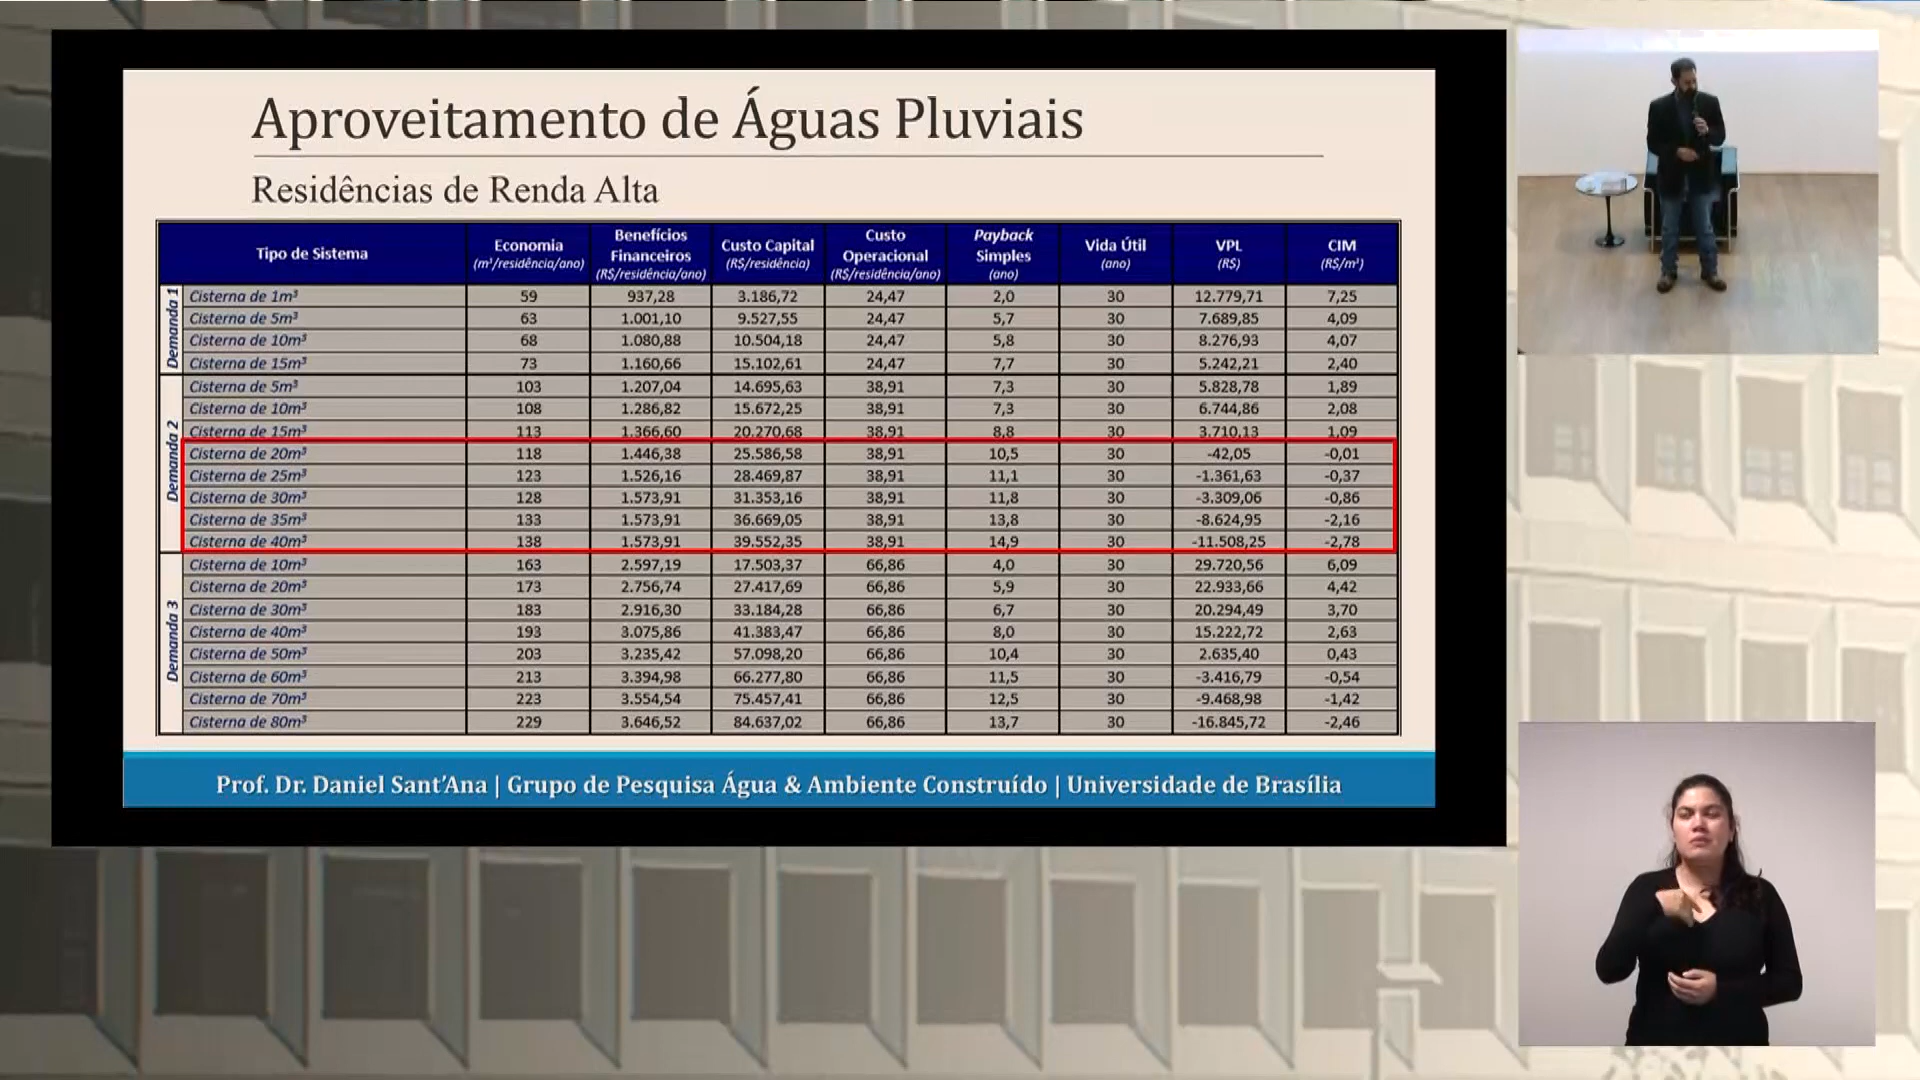 Aproveitamento de Águas Pluviais
Residências de Renda Alta
Tipo de Sistema Economia (m³/residência/ano) Benefícios Financeiros (R$/residência/ano) Custo Capital (R$/residência) Custo Operacional (R$/residência/ano) Payback Simples (ano) Vida Útil (ano) VPL (R$) CIM (R$/m³)
Demanda 1
Cisterna de 1m³ 59 937,28 3.186,72 24,47 2,0 30 12.779,71 7,25
Cisterna de 5m³ 63 1.001,10 9.527,55 24,47 5,7 30 7.689,85 4,09
Cisterna de 10m³ 68 1.080,88 10.504,18 24,47 5,8 30 8.276,93 4,07
Cisterna de 15m³ 73 1.160,66 15.102,61 24,47 7,7 30 5.242,21 2,40
Demanda 2
Cisterna de 5m³ 103 1.207,04 14.695,63 38,91 7,3 30 5.828,78 1,89
Cisterna de 10m³ 108 1.286,82 15.672,25 38,91 7,3 30 6.744,86 2,08
Cisterna de 15m³ 113 1.366,60 20.270,68 38,91 8,8 30 3.710,13 1,09
Cisterna de 20m³ 118 1.446,38 25.586,58 38,91 10,5 30 -42,05 -0,01
Cisterna de 25m³ 123 1.526,16 28.469,87 38,91 11,1 30 -1.361,63 -0,37
Cisterna de 30m³ 128 1.573,91 31.353,16 38,91 11,8 30 -3.309,06 -0,86
Cisterna de 35m³ 133 1.573,91 36.669,05 38,91 13,8 30 -8.624,95 -2,16
Cisterna de 40m³ 138 1.573,91 39.552,35 38,91 14,9 30 -11.508,25 -2,78
Demanda 3
Cisterna de 10m³ 163 2.597,19 17.503,37 66,86 4,0 30 29.720,56 6,09
Cisterna de 20m³ 173 2.756,74 27.417,69 66,86 5,9 30 22.933,66 4,42
Cisterna de 30m³ 183 2.916,30 33.184,28 66,86 6,7 30 20.294,49 3,70
Cisterna de 40m³ 193 3.075,86 41.383,47 66,86 8,0 30 15.222,72 2,63
Cisterna de 50m³ 203 3.235,42 57.098,20 66,86 10,4 30 2.635,40 0,43
Cisterna de 60m³ 213 3.394,98 66.277,80 66,86 11,5 30 -3.416,79 -0,54
Cisterna de 70m³ 223 3.554,54 75.457,41 66,86 12,5 30 -9.468,98 -1,42
Cisterna de 80m³ 229 3.646,52 84.637,02 66,86 13,7 30 -16.845,72 -2,46
Prof. Dr. Daniel Sant'Ana | Grupo de Pesquisa Água & Ambiente Construído | Universidade de Brasília